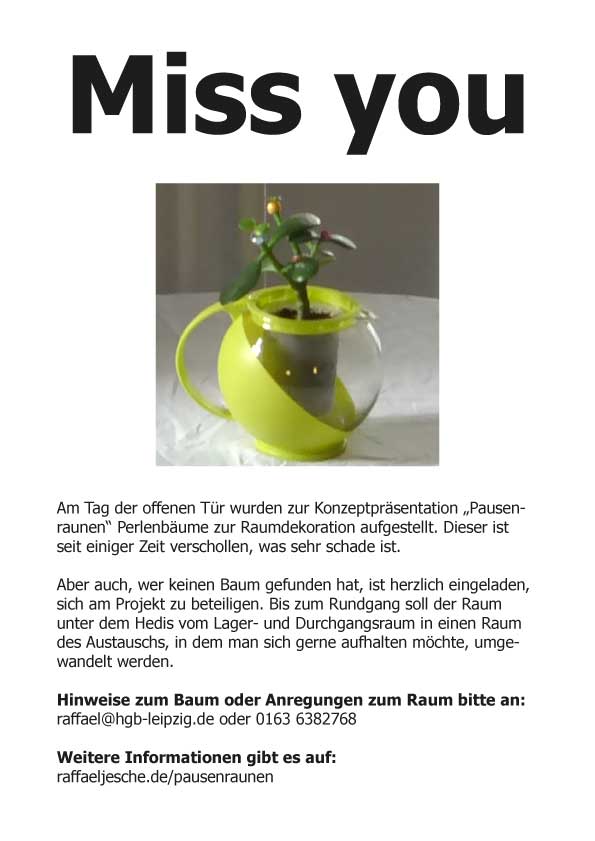 Miss you
Am Tag der offenen Tür wurden zur Konzeptpräsentation „Pausen-
raunen“ Perlenbäume zur Raumdekoration aufgestellt. Dieser ist
seit einiger Zeit verschollen, was sehr schade ist.
Aber auch, wer keinen Baum gefunden hat, ist herzlich eingeladen,
sich am Projekt zu beteiligen. Bis zum Rundgang soll der Raum
unter dem Hedis vom Lager- und Durchgangsraum in einen Raum
des Austauschs, in dem man sich gerne aufhalten möchte, umge-
wandelt werden.
Hinweise zum Baum oder Anregungen zum Raum bitte an:
raffael@hgb-leipzig.de oder 0163 6382768
Weitere Informationen gibt es auf:
raffaeljesche.de/pausenraunen